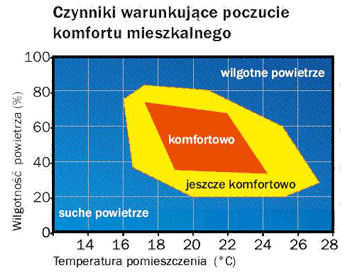 Czynniki warunkujące poczucie
komfortu mieszkalnego
Wilgotność powietrza (%)
100
80
60
40
20
0
wilgotne powietrze
komfortowo
jeszcze komfortowo
suche powietrze
14 16 18 20 22 24 26 28
Temperatura pomieszczenia (°C)